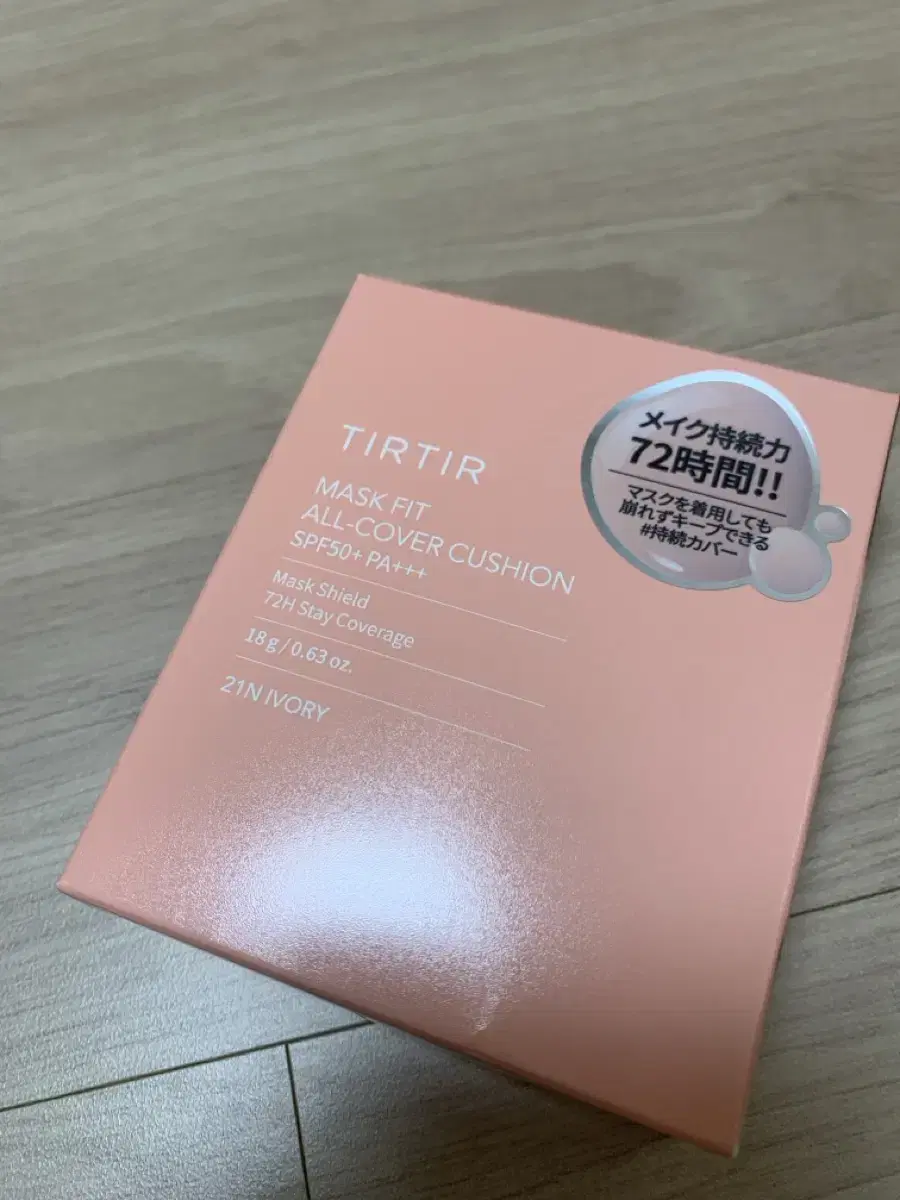 TIRTIR
MASK FIT
ALL-COVER CUSHION
SPF50+ PA+++
Mask Shield
72H Stay Coverage
18 g / 0.63 oz.
21N IVORY
メイク持続力
72時間!!
マスクを着用しても
崩れずキープできる
#持続カバー